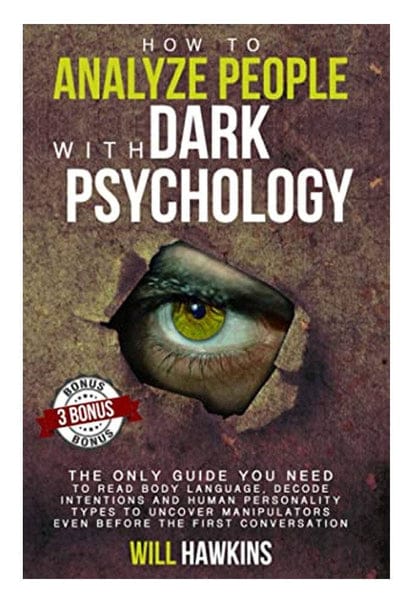 HOW TO
ANALYZE PEOPLE
WITH DARK
PSYCHOLOGY
BONUS
3 BONUS
BONUS
THE ONLY GUIDE YOU NEED
TO READ BODY LANGUAGE, DECODE
INTENTIONS AND HUMAN PERSONALITY
TYPES TO UNCOVER MANIPULATORS
EVEN BEFORE THE FIRST CONVERSATION
WILL HAWKINS